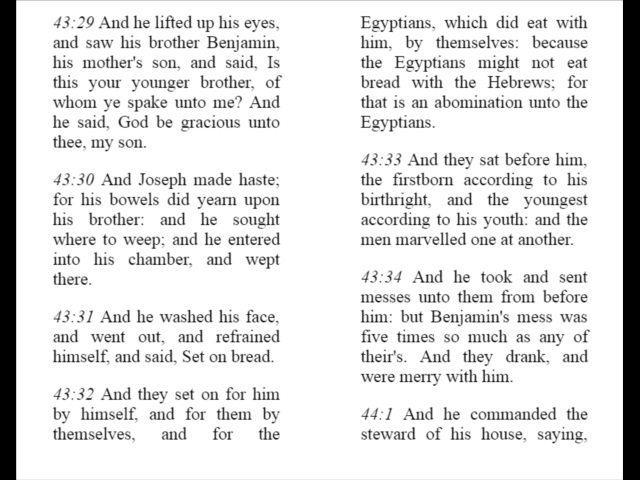 43:29 And he lifted up his eyes,
and saw his brother Benjamin,
his mother's son, and said, Is
this your younger brother, of
whom ye spake unto me? And
he said, God be gracious unto
thee, my son.
43:30 And Joseph made haste;
for his bowels did yearn upon
his brother: and he sought
where to weep; and he entered
into his chamber, and wept
there.
43:31 And he washed his face,
and went out, and refrained
himself, and said, Set on bread.
43:32 And they set on for him
by himself, and for them by
themselves, and for the
Egyptians, which did eat with
him, by themselves: because
the Egyptians might not eat
bread with the Hebrews; for
that is an abomination unto the
Egyptians.
43:33 And they sat before him,
the firstborn according to his
birthright, and the youngest
according to his youth: and the
men marvelled one at another.
43:34 And he took and sent
messes unto them from before
him: but Benjamin's mess was
five times so much as any of
their's. And they drank, and
were merry with him.
44:1 And he commanded the
steward of his house, saying,